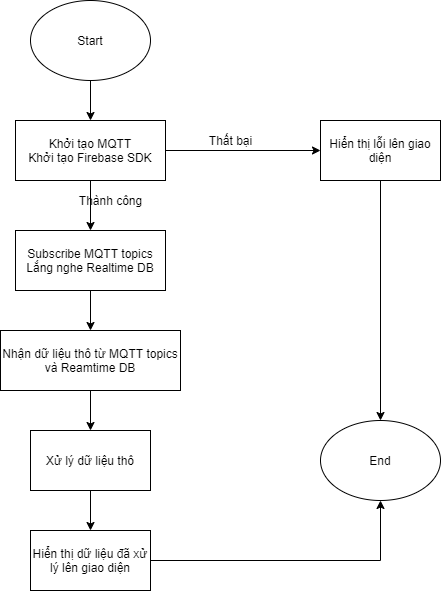 Start
Khởi tạo MQTT
Khởi tạo Firebase SDK
Thất bại
Hiển thị lỗi lên giao
diện
Thành công
Subscribe MQTT topics
Lắng nghe Realtime DB
Nhận dữ liệu thô từ MQTT topics
và Reamtime DB
Xử lý dữ liệu thô
End
Hiển thị dữ liệu đã xử
lý lên giao diện